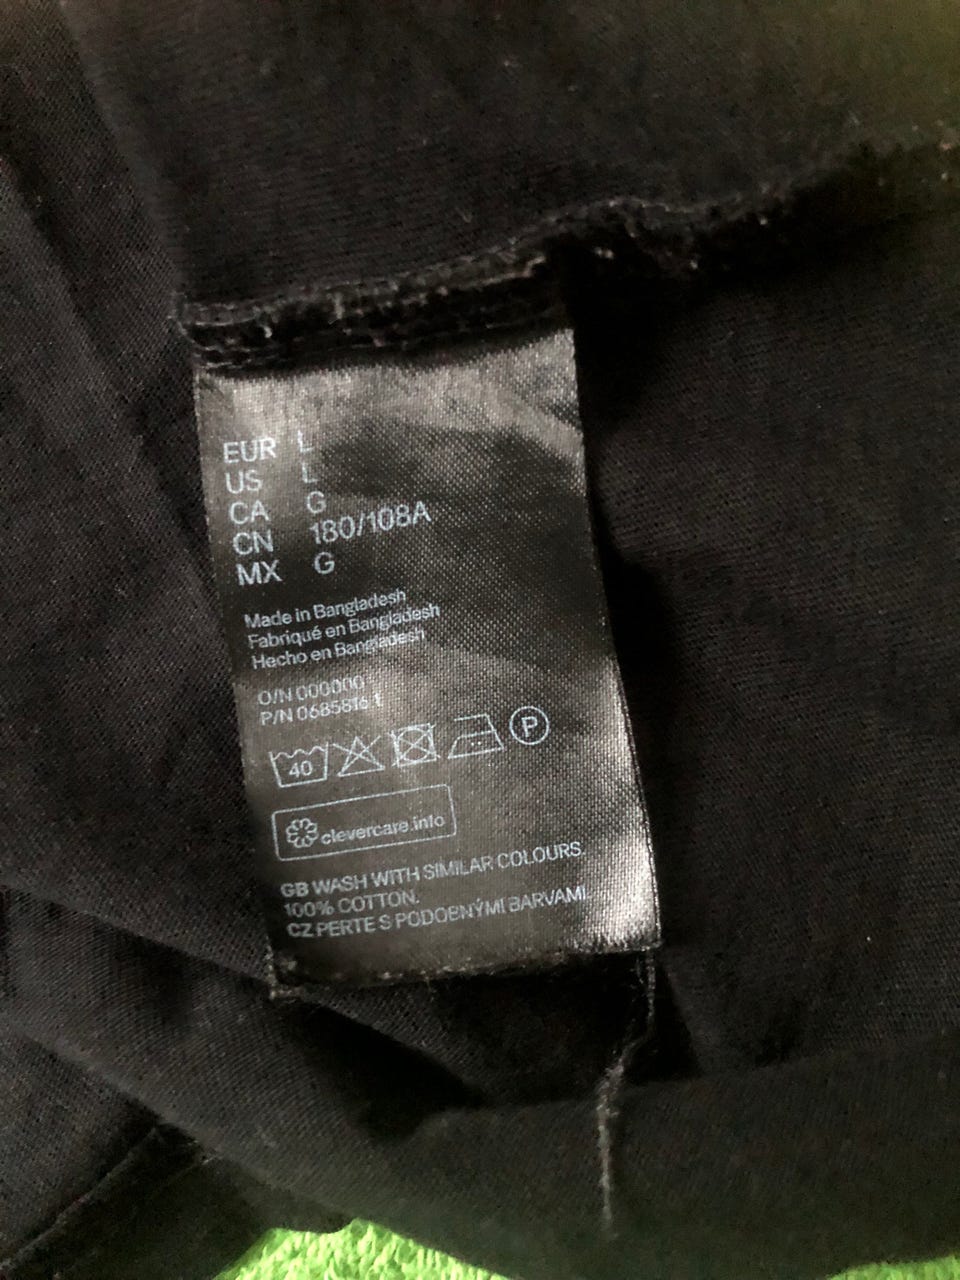 EUR L
US L
CA G
CN 180/108A
MX G
Made in Bangladesh
Fabriqué en Bangladesh
Hecho en Bangladesh
O/N 000000
P/N 0685816.1
40 P
clevercare.info
GB WASH WITH SIMILAR COLOURS.
100% COTTON.
CZ PERTE S PODOBNÝMI BARVAMI.